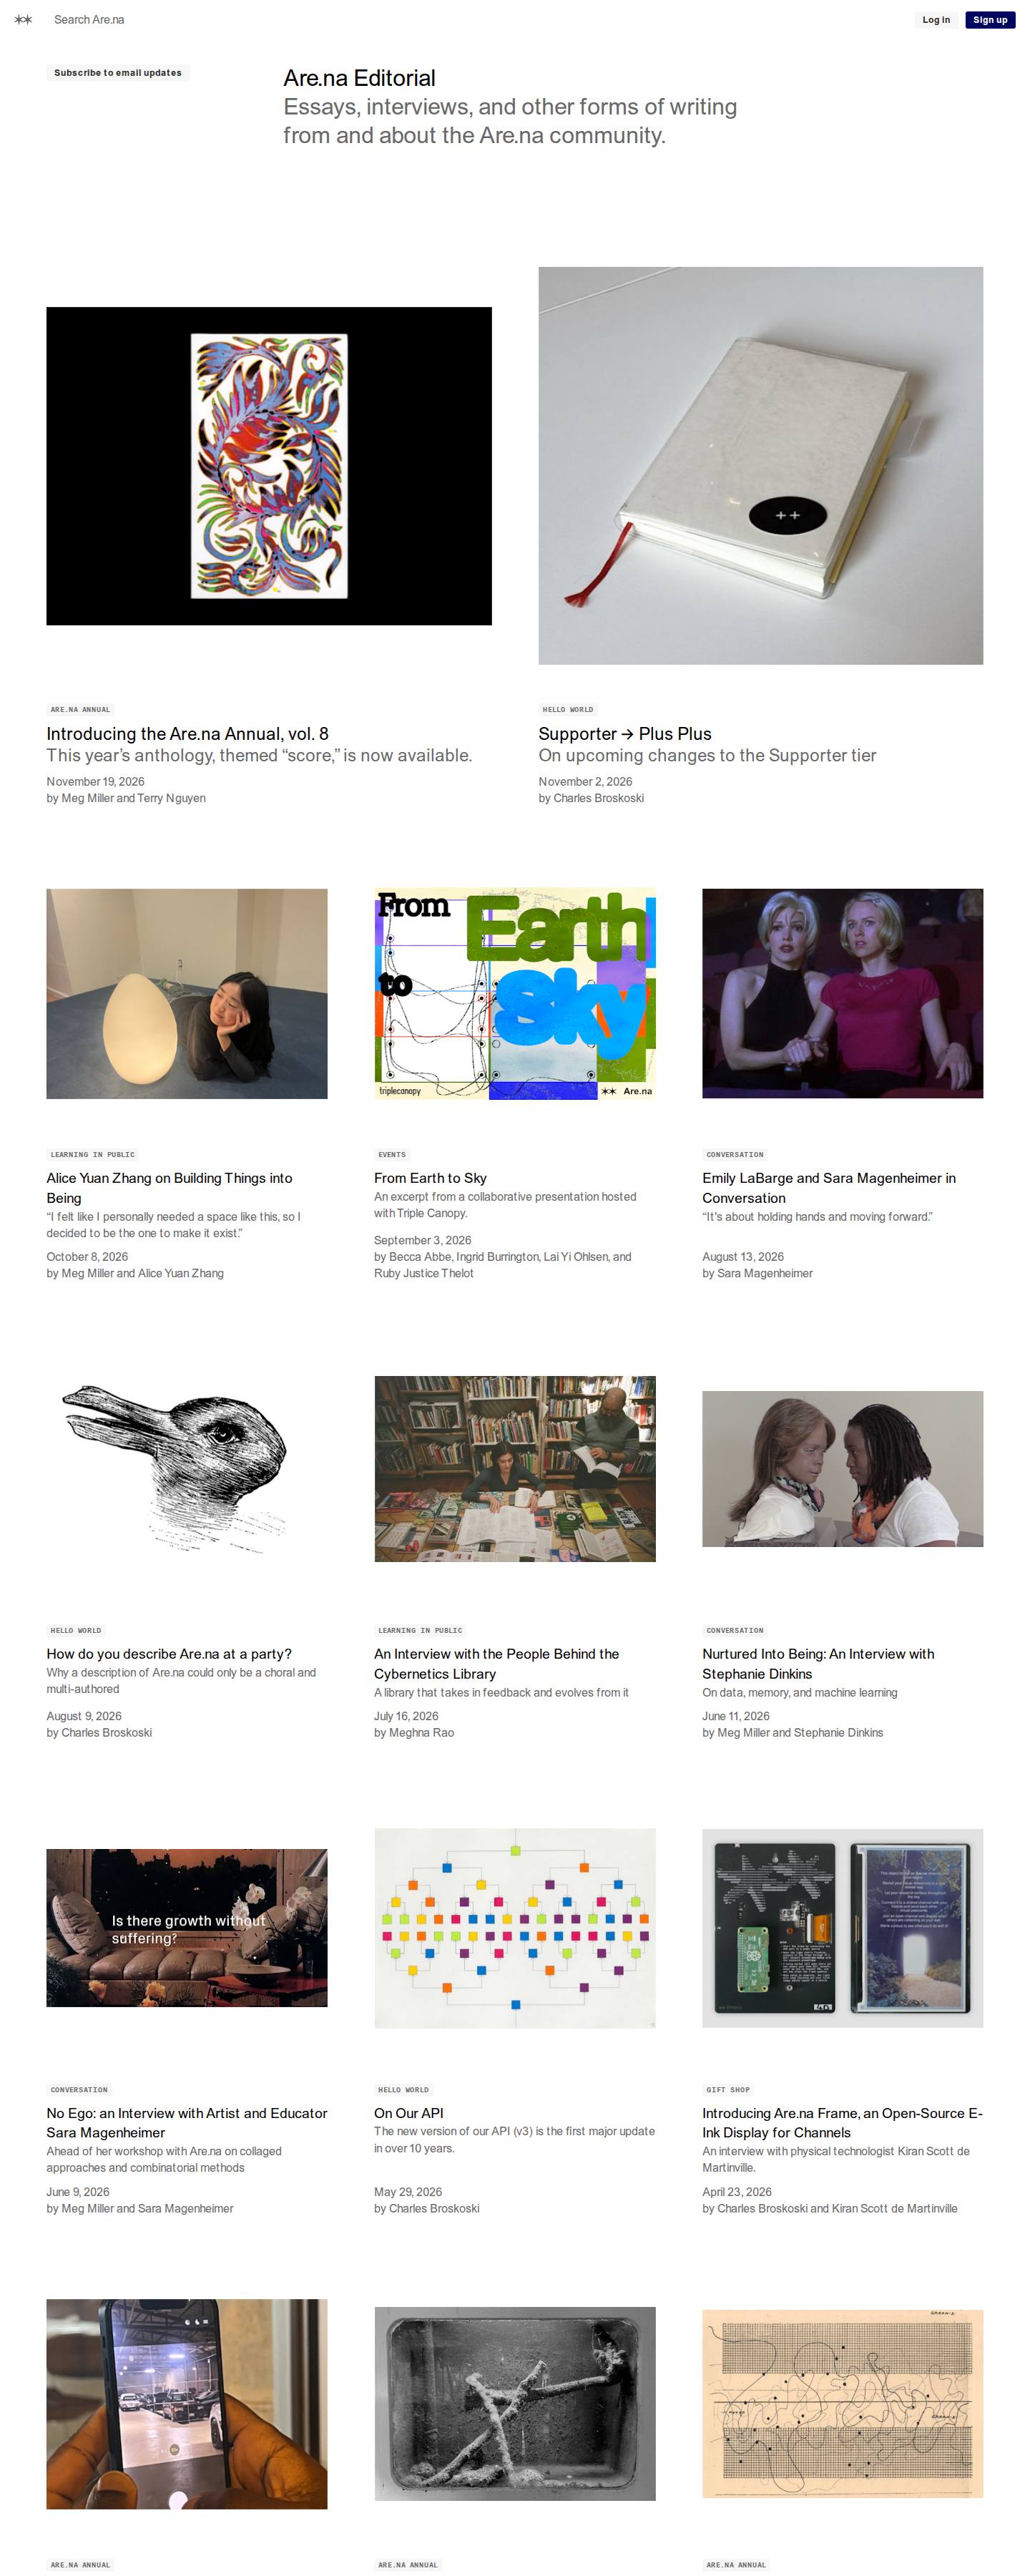 Search Are.na
Log in
Sign up
Subscribe to email updates
Are.na Editorial
Essays, interviews, and other forms of writing
from and about the Are.na community.
++
ARE.NA ANNUAL
Introducing the Are.na Annual, vol. 8
This year's anthology, themed “score,” is now available.
November 19, 2026
by Meg Miller and Terry Nguyen
HELLO WORLD
Supporter → Plus Plus
On upcoming changes to the Supporter tier
November 2, 2026
by Charles Broskoski
From Earth
to Sky
triplecanopy
Are.na
LEARNING IN PUBLIC
Alice Yuan Zhang on Building Things into
Being
“I felt like I personally needed a space like this, so I
decided to be the one to make it exist.”
October 8, 2026
by Meg Miller and Alice Yuan Zhang
EVENTS
From Earth to Sky
An excerpt from a collaborative presentation hosted
with Triple Canopy.
September 3, 2026
by Becca Abbe, Ingrid Burrington, Lai Yi Ohlsen, and
Ruby Justice Thelot
CONVERSATION
Emily LaBarge and Sara Magenheimer in
Conversation
“It's about holding hands and moving forward.”
August 13, 2026
by Sara Magenheimer
HELLO WORLD
How do you describe Are.na at a party?
Why a description of Are.na could only be a choral and
multi-authored
August 9, 2026
by Charles Broskoski
LEARNING IN PUBLIC
An Interview with the People Behind the
Cybernetics Library
A library that takes in feedback and evolves from it
July 16, 2026
by Meghna Rao
CONVERSATION
Nurtured Into Being: An Interview with
Stephanie Dinkins
On data, memory, and machine learning
June 11, 2026
by Meg Miller and Stephanie Dinkins
Is there growth without
suffering?
CONVERSATION
No Ego: an Interview with Artist and Educator
Sara Magenheimer
Ahead of her workshop with Are.na on collaged
approaches and combinatorial methods
June 9, 2026
by Meg Miller and Sara Magenheimer
HELLO WORLD
On Our API
The new version of our API (v3) is the first major update
in over 10 years.
May 29, 2026
by Charles Broskoski
GIFT SHOP
Introducing Are.na Frame, an Open-Source E-
Ink Display for Channels
An interview with physical technologist Kiran Scott de
Martinville.
April 23, 2026
by Charles Broskoski and Kiran Scott de Martinville
ARE.NA ANNUAL
ARE.NA ANNUAL
ARE.NA ANNUAL